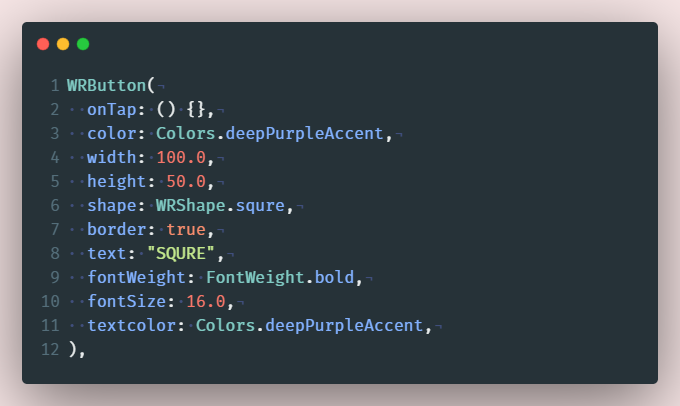 1 WRButton(¬
2 ··onTap:·()·{},¬
3 ··color:·Colors.deepPurpleAccent,¬
4 ··width:·100.0,¬
5 ··height:·50.0,¬
6 ··shape:·WRShape.squre,¬
7 ··border:·true,¬
8 ··text:·"SQURE",¬
9 ··fontWeight:·FontWeight.bold,¬
10 ··fontSize:·16.0,¬
11 ··textcolor:·Colors.deepPurpleAccent,¬
12 ),